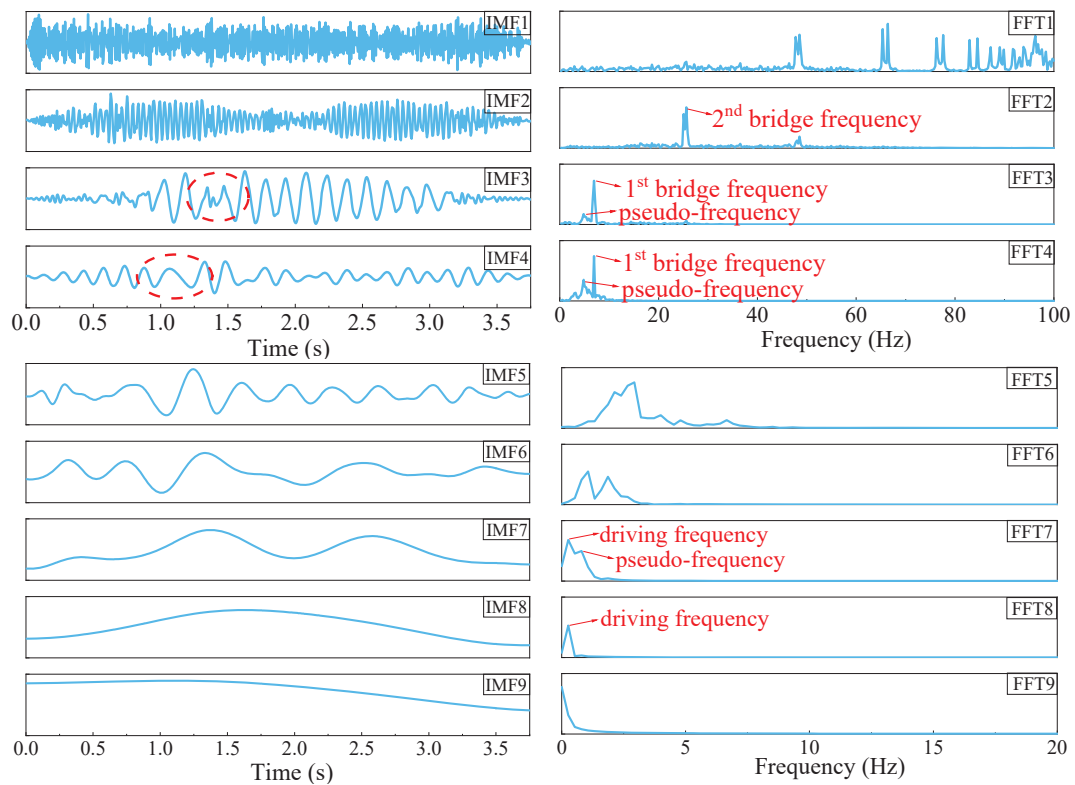 IMF1
IMF2
IMF3
IMF4
0.0 0.5 1.0 1.5 2.0 2.5 3.0 3.5
Time (s)
FFT1
FFT2
2nd bridge frequency
FFT3
1st bridge frequency
pseudo-frequency
FFT4
1st bridge frequency
pseudo-frequency
0 20 40 60 80 100
Frequency (Hz)
IMF5
IMF6
IMF7
IMF8
IMF9
0.0 0.5 1.0 1.5 2.0 2.5 3.0 3.5
Time (s)
FFT5
FFT6
FFT7
driving frequency
pseudo-frequency
FFT8
driving frequency
FFT9
0 5 10 15 20
Frequency (Hz)